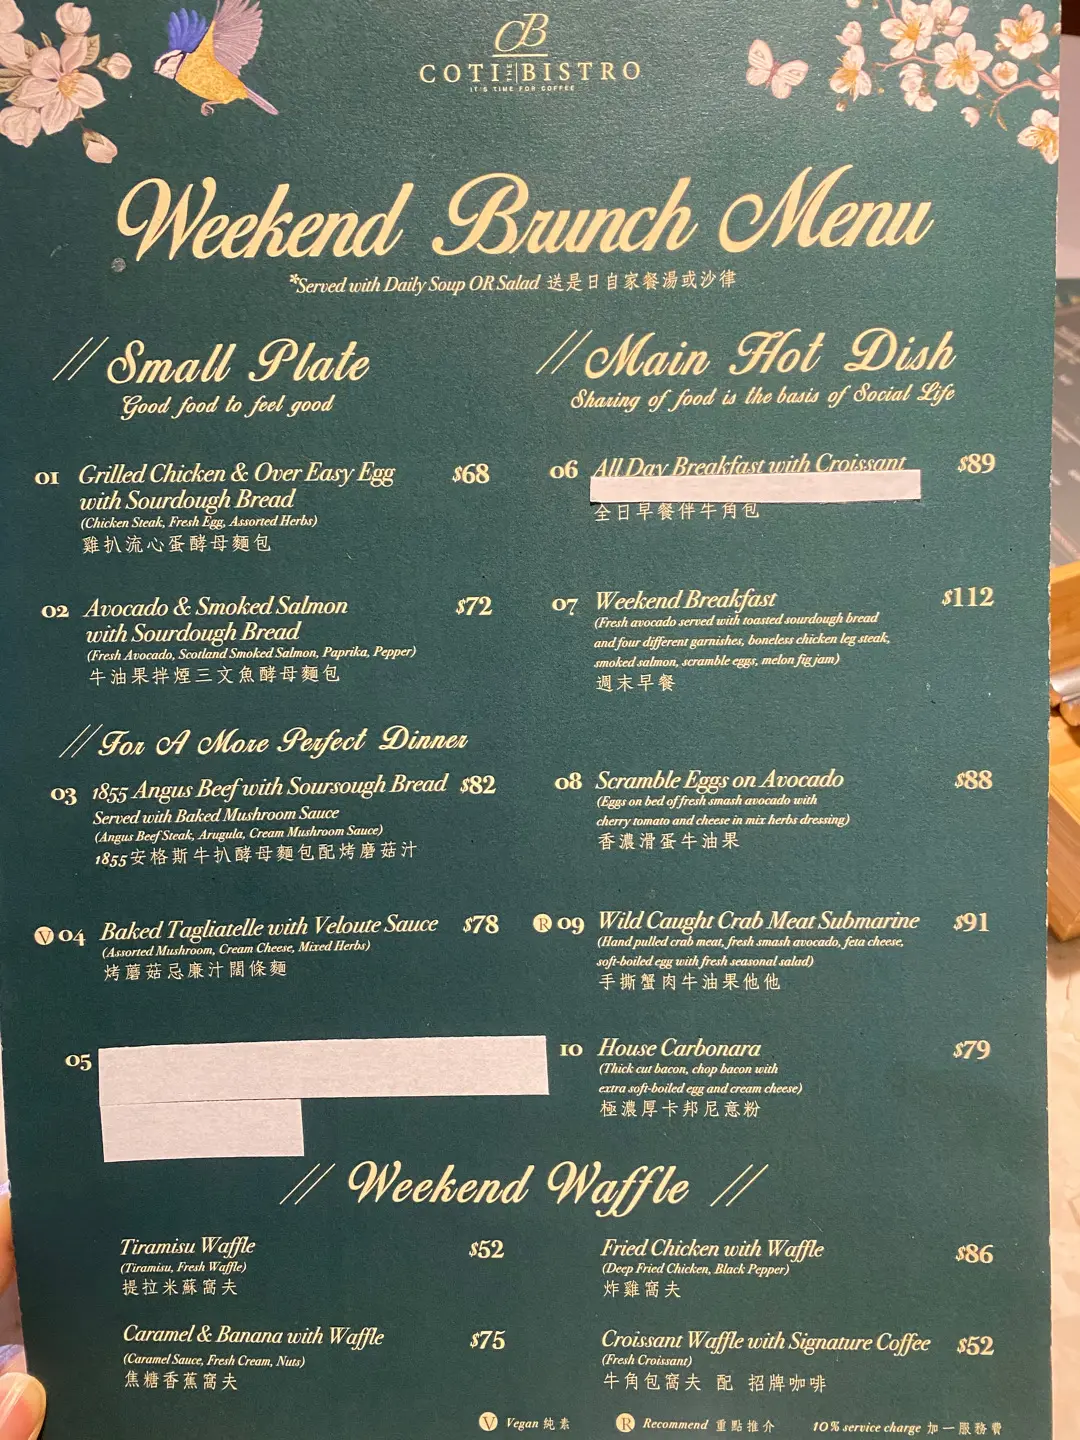 CB
COTI THE BISTRO
IT'S TIME FOR COFFEE
Weekend Brunch Menu
*Served with Daily Soup OR Salad 送是日自家餐湯或沙律
// Small Plate
Good food to feel good
01 Grilled Chicken & Over Easy Egg $68
with Sourdough Bread
(Chicken Steak, Fresh Egg, Assorted Herbs)
雞扒流心蛋酵母麵包
02 Avocado & Smoked Salmon $72
with Sourdough Bread
(Fresh Avocado, Scotland Smoked Salmon, Paprika, Pepper)
牛油果拌煙三文魚酵母麵包
// For A More Perfect Dinner
03 1855 Angus Beef with Soursough Bread $82
Served with Baked Mushroom Sauce
(Angus Beef Steak, Arugula, Cream Mushroom Sauce)
1855安格斯牛扒酵母麵包配烤磨菇汁
V 04 Baked Tagliatelle with Veloute Sauce $78
(Assorted Mushroom, Cream Cheese, Mixed Herbs)
烤蘑菇忌廉汁闊條麵
05
// Main Hot Dish
Sharing of food is the basis of Social Life
06 All Day Breakfast with Croissant $89
全日早餐伴牛角包
07 Weekend Breakfast $112
(Fresh avocado served with toasted sourdough bread
and four different garnishes, boneless chicken leg steak,
smoked salmon, scramble eggs, melon fig jam)
週末早餐
08 Scramble Eggs on Avocado $88
(Eggs on bed of fresh smash avocado with
cherry tomato and cheese in mix herbs dressing)
香濃滑蛋牛油果
R 09 Wild Caught Crab Meat Submarine $91
(Hand pulled crab meat, fresh smash avocado, feta cheese,
soft-boiled egg with fresh seasonal salad)
手撕蟹肉牛油果他他
10 House Carbonara $79
(Thick cut bacon, chop bacon with
extra soft-boiled egg and cream cheese)
極濃厚卡邦尼意粉
// Weekend Waffle //
Tiramisu Waffle $52
(Tiramisu, Fresh Waffle)
提拉米蘇窩夫
Caramel & Banana with Waffle $75
(Caramel Sauce, Fresh Cream, Nuts)
焦糖香蕉窩夫
Fried Chicken with Waffle $86
(Deep Fried Chicken, Black Pepper)
炸雞窩夫
Croissant Waffle with Signature Coffee $52
(Fresh Croissant)
牛角包窩夫 配 招牌咖啡
V Vegan 純素 R Recommend 重點推介 10% service charge 加一服務費